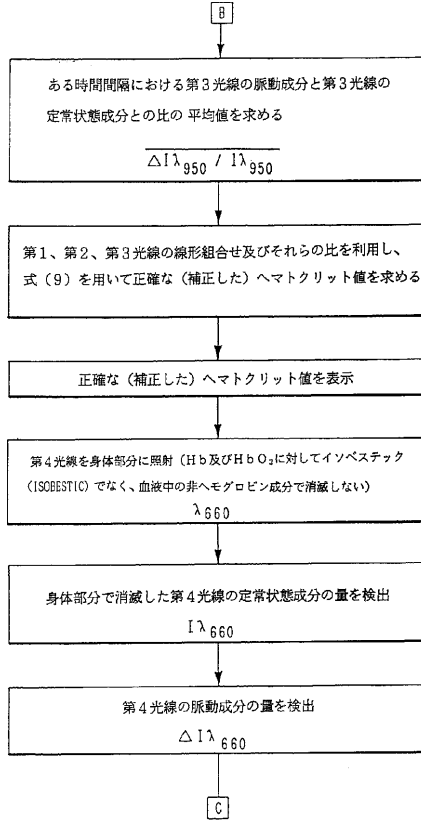 B
ある時間間隔における第3光線の脈動成分と第3光線の
定常状態成分との比の 平均値を求める
ΔIλ950 / Iλ950
第1、第2、第3光線の線形組合せ及びそれらの比を利用し、
式(9)を用いて正確な(補正した)ヘマトクリット値を求める
正確な(補正した)ヘマトクリット値を表示
第4光線を身体部分に照射(Hb及びHbO₂に対してイソベステック
(ISOBESTIC)でなく、血液中の非ヘモグロビン成分で消滅しない)
λ660
身体部分で消滅した第4光線の定常状態成分の量を検出
Iλ660
第4光線の脈動成分の量を検出
ΔIλ660
C